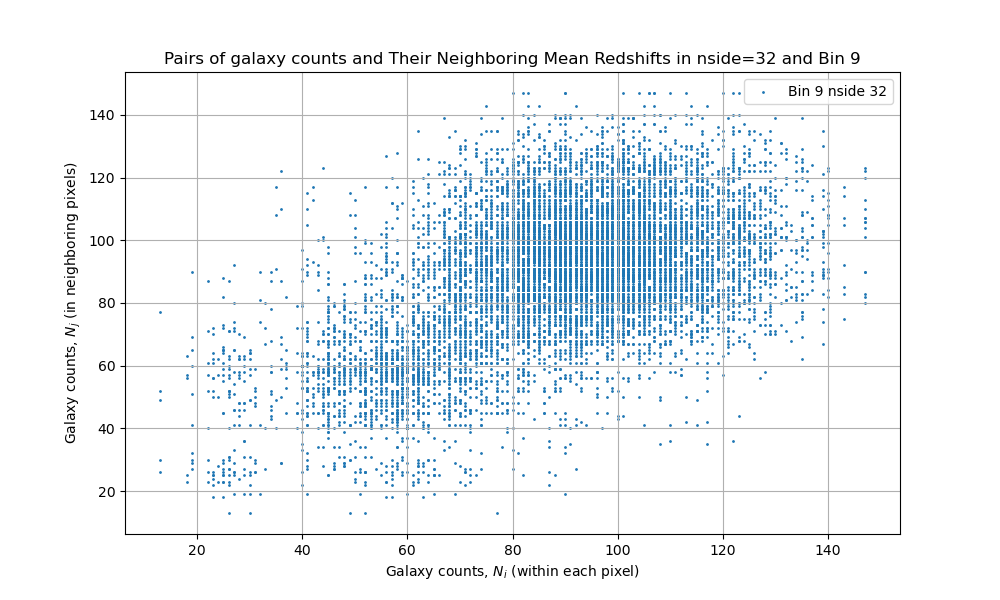 Pairs of galaxy counts and Their Neighboring Mean Redshifts in nside=32 and Bin 9
Bin 9 nside 32
Galaxy counts, N_j (in neighboring pixels)
140
120
100
80
60
40
20
20 40 60 80 100 120 140
Galaxy counts, N_i (within each pixel)